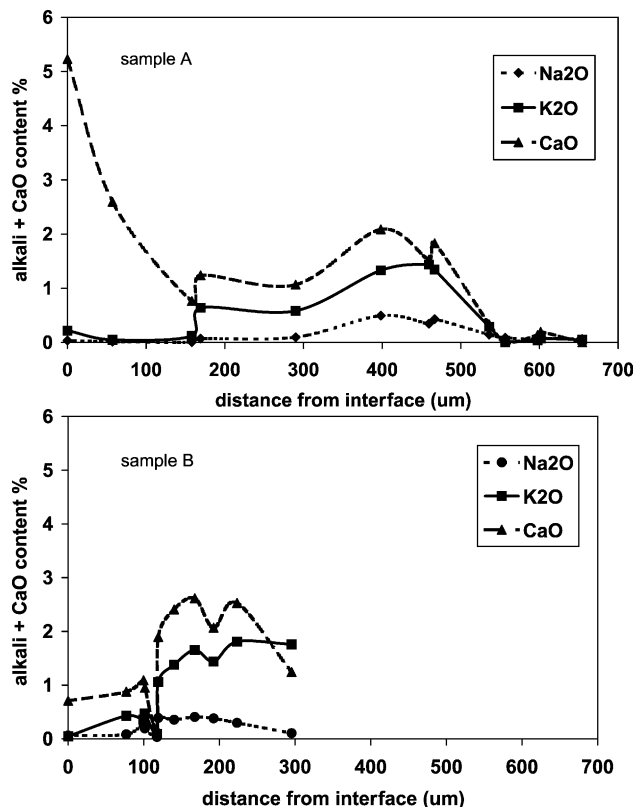 6
sample A
5
Na2O
K2O
4
CaO
3
2
1
0
alkali + CaO content %
0 100 200 300 400 500 600 700
distance from interface (um)
6
sample B
5
Na2O
K2O
4
CaO
3
2
1
0
alkali + CaO content %
0 100 200 300 400 500 600 700
distance from interface (um)